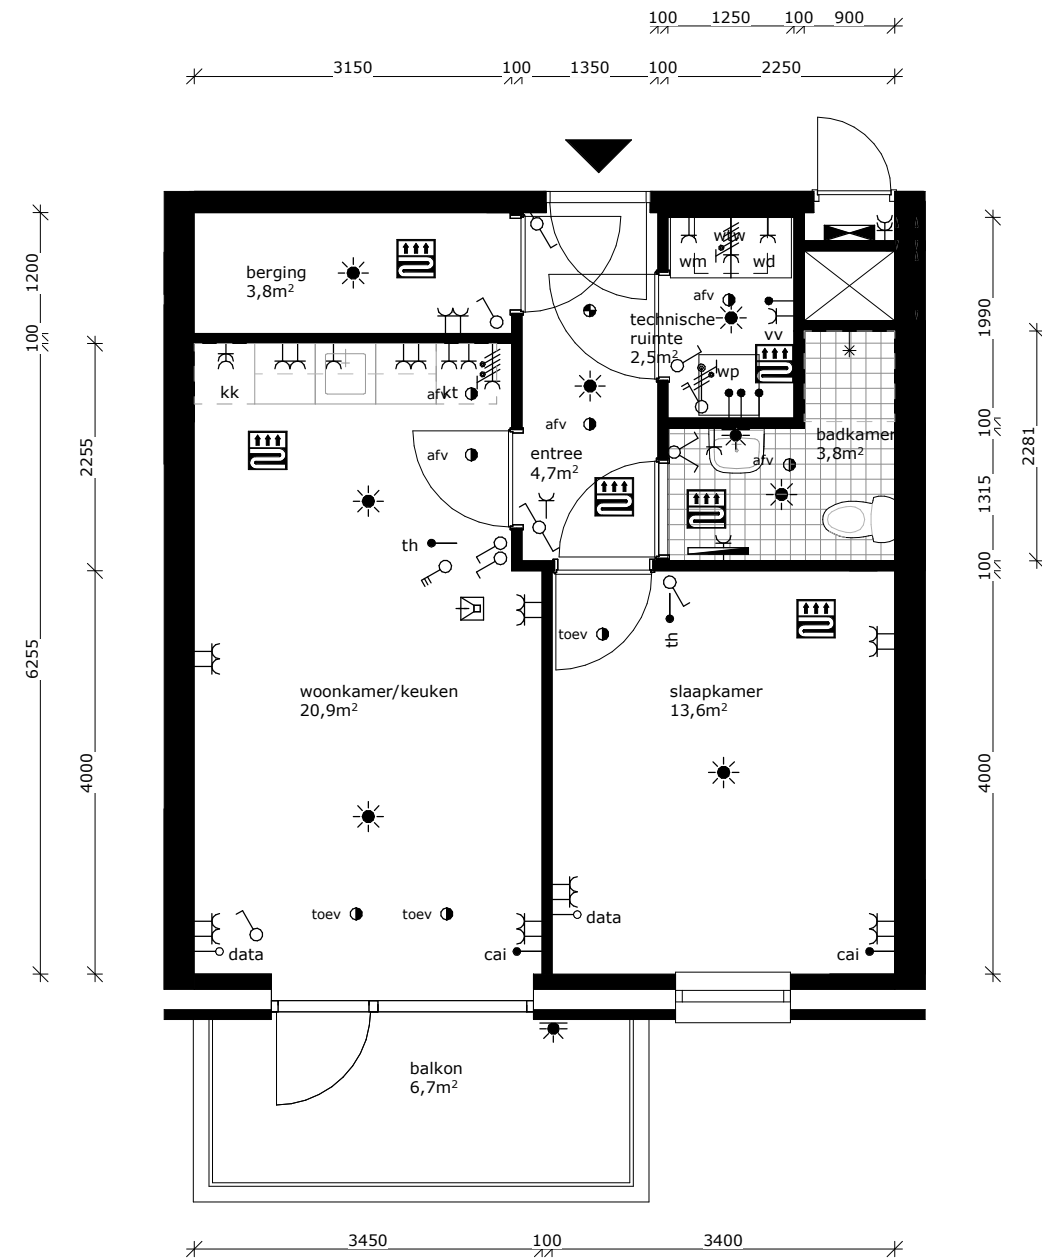 100 1250 100 900
3150 100 1350 100 2250
1200
100
2255
6255
4000
1990
100
1315
2281
100
4000
berging
3,8m²
wtw
wm
wd
afv
technische
ruimte
2,5m²
vv
wp
kk
afv
kt
afv
afv
entree
4,7m²
badkamer
3,8m²
afv
th
toev
th
woonkamer/keuken
20,9m²
slaapkamer
13,6m²
toev
toev
data
data
cai
cai
balkon
6,7m²
3450 100 3400